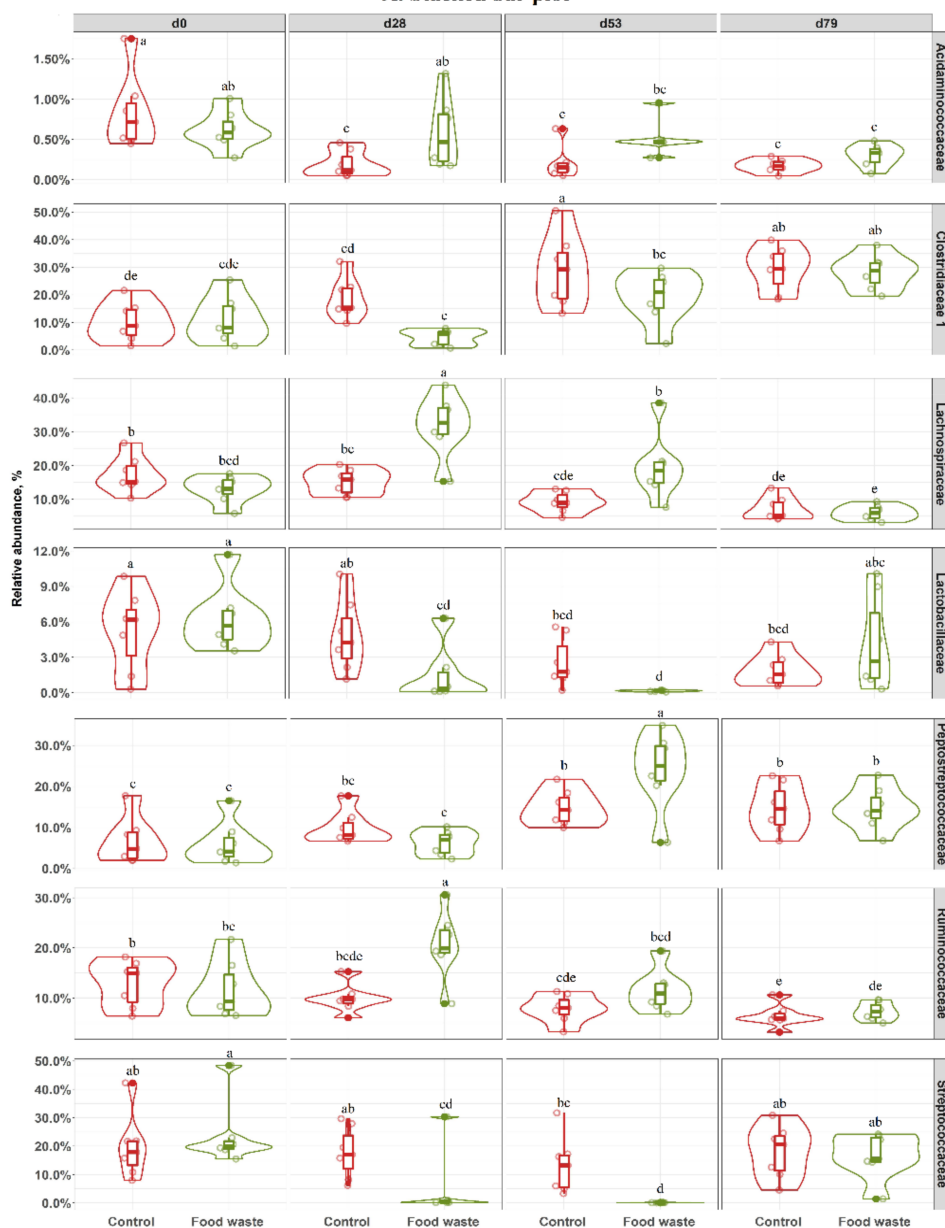 d0 d28 d53 d79
Relative abundance, %
Acidaminococcaceae
1.50%
1.00%
0.50%
0.00%
a ab c ab c bc c c
Clostridiaceae 1
50.0%
40.0%
30.0%
20.0%
10.0%
0.0%
de cde cd c a bc ab ab
Lachnospiraceae
40.0%
30.0%
20.0%
10.0%
b bcd bc a cde b de e
Lactobacillaceae
12.0%
9.0%
6.0%
3.0%
0.0%
a a ab cd bcd d bcd abc
Peptostreptococcaceae
30.0%
20.0%
10.0%
0.0%
c c bc c b a b b
Ruminococcaceae
30.0%
20.0%
10.0%
b bc bcde a cde bcd e de
Streptococcaceae
50.0%
40.0%
30.0%
20.0%
10.0%
0.0%
ab a ab cd bc d ab ab
Control Food waste Control Food waste Control Food waste Control Food waste